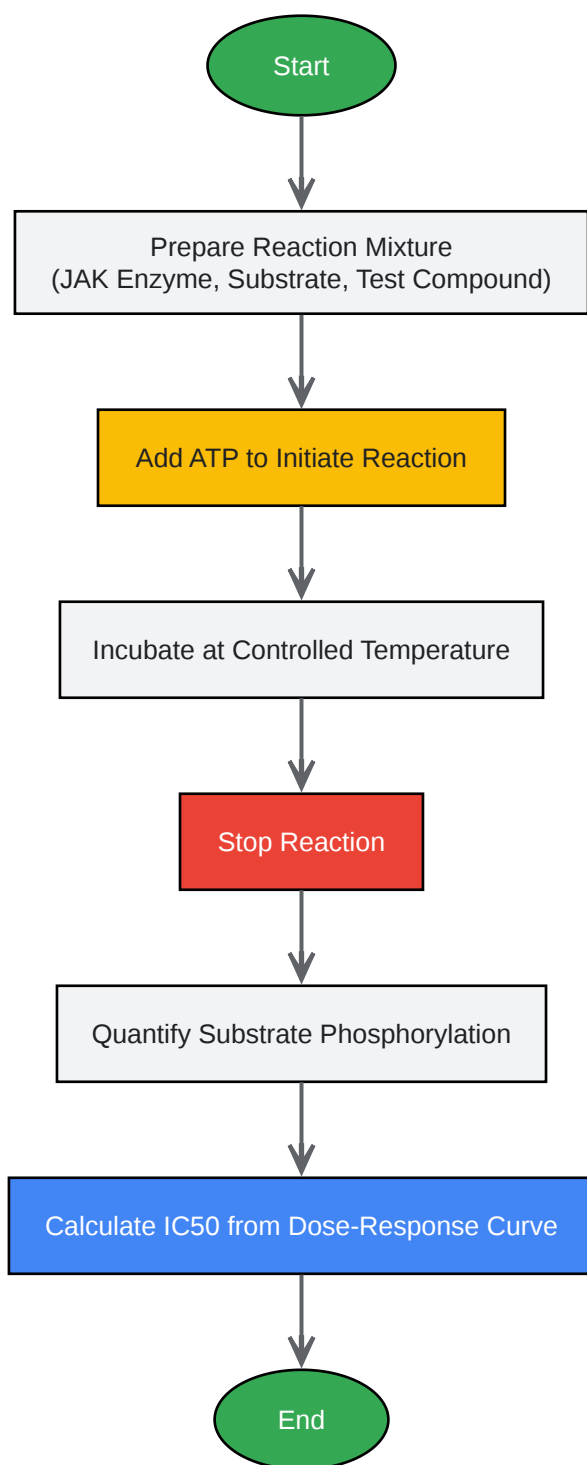 Start
Prepare Reaction Mixture
(JAK Enzyme, Substrate, Test Compound)
Add ATP to Initiate Reaction
Incubate at Controlled Temperature
Stop Reaction
Quantify Substrate Phosphorylation
Calculate IC50 from Dose-Response Curve
End